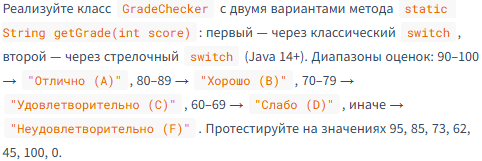 Реализуйте класс GradeChecker с двумя вариантами метода static
String getGrade(int score) : первый — через классический switch ,
второй — через стрелочный switch (Java 14+). Диапазоны оценок: 90–100
→ "Отлично (A)" , 80–89 → "Хорошо (B)" , 70–79 →
"Удовлетворительно (C)" , 60–69 → "Слабо (D)" , иначе →
"Неудовлетворительно (F)" . Протестируйте на значениях 95, 85, 73, 62,
45, 100, 0.